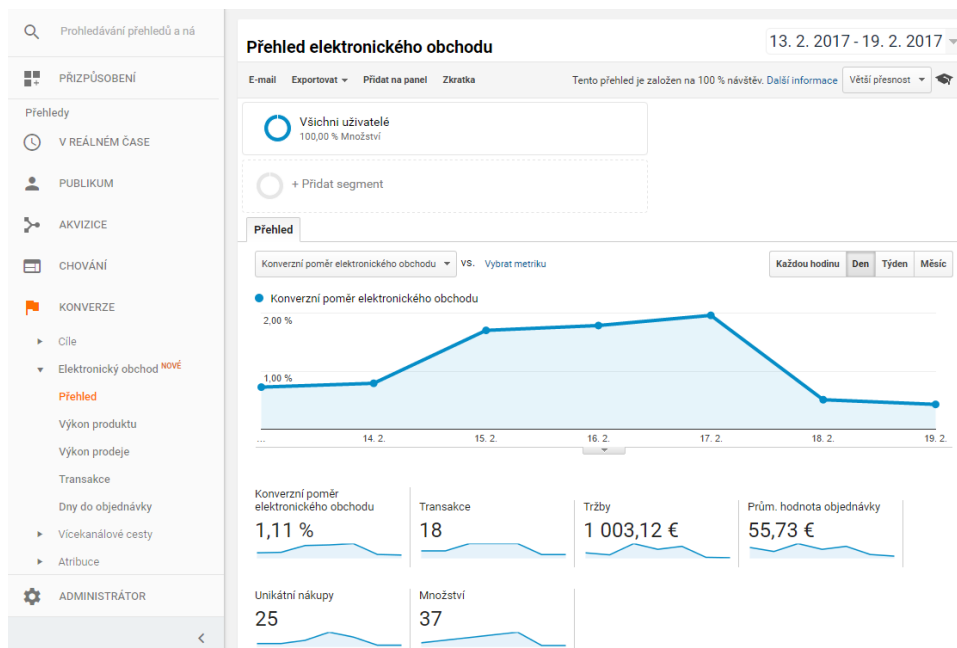 Prohledávání přehledů a ná
PŘIZPŮSOBENÍ
Přehledy
V REÁLNÉM ČASE
PUBLIKUM
AKVIZICE
CHOVÁNÍ
KONVERZE
Cíle
Elektronický obchod NOVÉ
Přehled
Výkon produktu
Výkon prodeje
Transakce
Dny do objednávky
Vícekanálové cesty
Atribuce
ADMINISTRÁTOR
Přehled elektronického obchodu
13. 2. 2017 - 19. 2. 2017
E-mail Exportovat Přidat na panel Zkratka
Tento přehled je založen na 100 % návštěv. Další informace Větší přesnost
Všichni uživatelé
100,00 % Množství
+ Přidat segment
Přehled
Konverzní poměr elektronického obchodu VS. Vybrat metriku
Každou hodinu Den Týden Měsíc
Konverzní poměr elektronického obchodu
2,00 %
1,00 %
... 14. 2. 15. 2. 16. 2. 17. 2. 18. 2. 19. 2.
Konverzní poměr
elektronického obchodu
1,11 %
Transakce
18
Tržby
1 003,12 €
Prům. hodnota objednávky
55,73 €
Unikátní nákupy
25
Množství
37